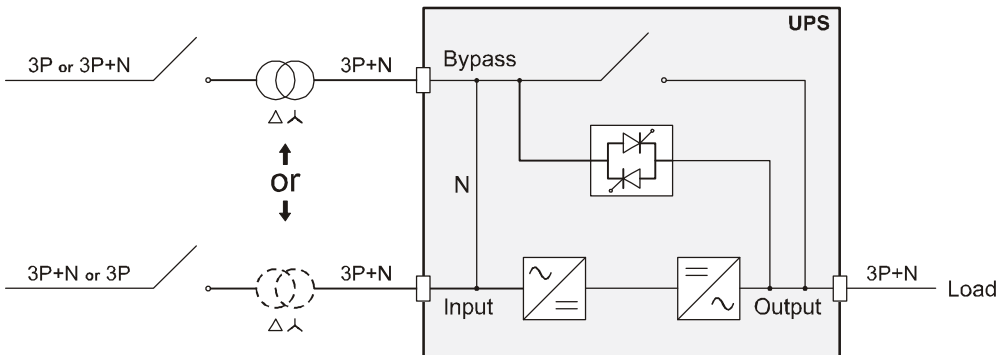 UPS
3P or 3P+N
3P+N
Bypass
or
N
3P+N or 3P
3P+N
Input
Output
3P+N
Load